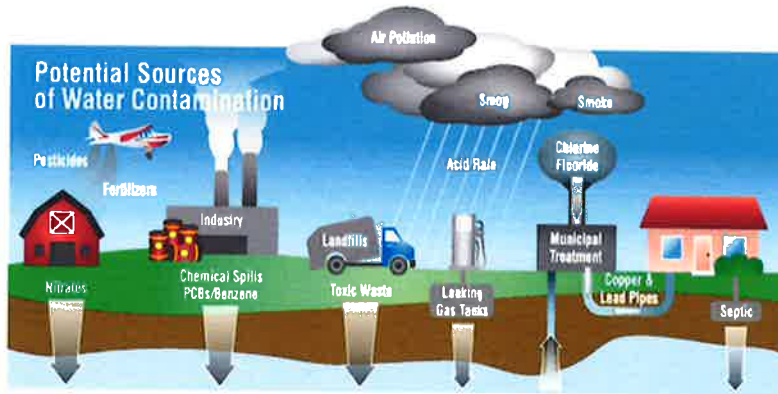 Air Pollution
Potential Sources
of Water Contamination
Smog
Smoke
Pesticides
Fertilizers
Acid Rain
Chlorine
Fluoride
Industry
Landfills
Municipal
Treatment
Nitrates
Chemical Spills
PCBs/Benzene
Toxic Waste
Leaking
Gas Tanks
Copper &
Lead Pipes
Septic